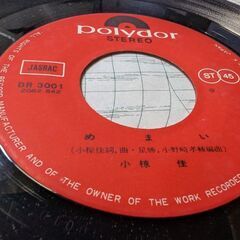 polydor
STEREO
JASRAC
DR 3001
2062 842
ST 45
めまい
(小椋佳詞、曲・星勝、小野崎孝輔編曲)
小椋 佳
OF THE RECORD MANUFACTURER AND OF THE OWNER OF THE WORK RECORDED
ALL RIGHTS